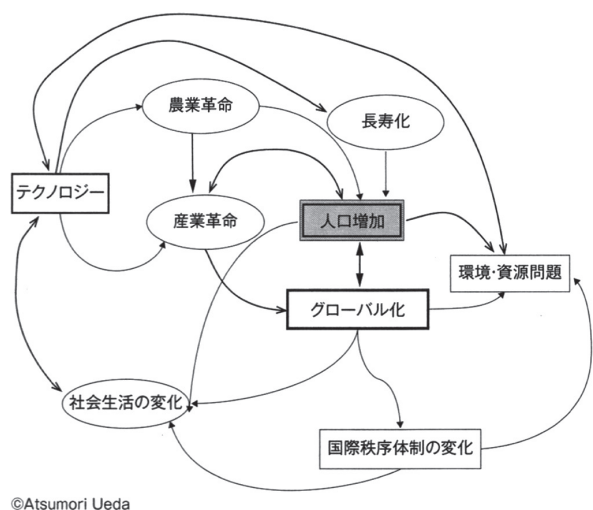 農業革命
長寿化
テクノロジー
産業革命
人口増加
環境・資源問題
グローバル化
社会生活の変化
国際秩序体制の変化
©Atsumori Ueda